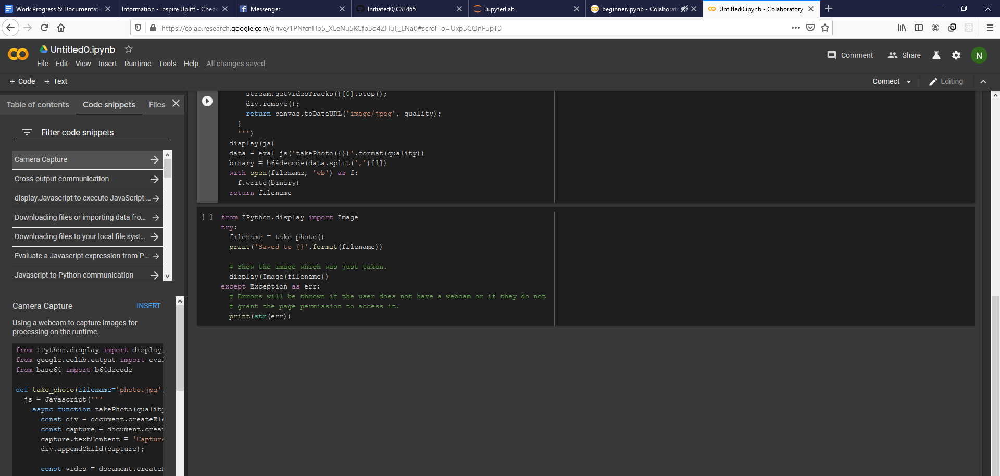 Work Progress & Documentati
Information - Inspire Uplift - Check
Messenger
Initiated0/CSE465
JupyterLab
beginner.ipynb - Colaborato
Untitled0.ipynb - Colaboratory
https://colab.research.google.com/drive/1PNfcnHb5_XLeNu5KCfp3o4ZHuIj_LNa0#scrollTo=Uxp3CQnFupT0
Untitled0.ipynb
File Edit View Insert Runtime Tools Help All changes saved
Comment Share N
+ Code + Text
Connect Editing
Table of contents Code snippets Files
Filter code snippets
Camera Capture
Cross-output communication
display.Javascript to execute JavaScript ...
Downloading files or importing data fro...
Downloading files to your local file syst...
Evaluate a Javascript expression from P...
Javascript to Python communication
Camera Capture INSERT
Using a webcam to capture images for
processing on the runtime.
from IPython.display import display,
from google.colab.output import eval
from base64 import b64decode
def take_photo(filename='photo.jpg',
js = Javascript('''
async function takePhoto(quality
const div = document.createEle
const capture = document.creat
capture.textContent = 'Capture
div.appendChild(capture);
const video = document.createE
stream.getVideoTracks()[0].stop();
div.remove();
return canvas.toDataURL('image/jpeg', quality);
}
''')
display(js)
data = eval_js('takePhoto({})'.format(quality))
binary = b64decode(data.split(',')[1])
with open(filename, 'wb') as f:
f.write(binary)
return filename
[ ] from IPython.display import Image
try:
filename = take_photo()
print('Saved to {}'.format(filename))
# Show the image which was just taken.
display(Image(filename))
except Exception as err:
# Errors will be thrown if the user does not have a webcam or if they do not
# grant the page permission to access it.
print(str(err))